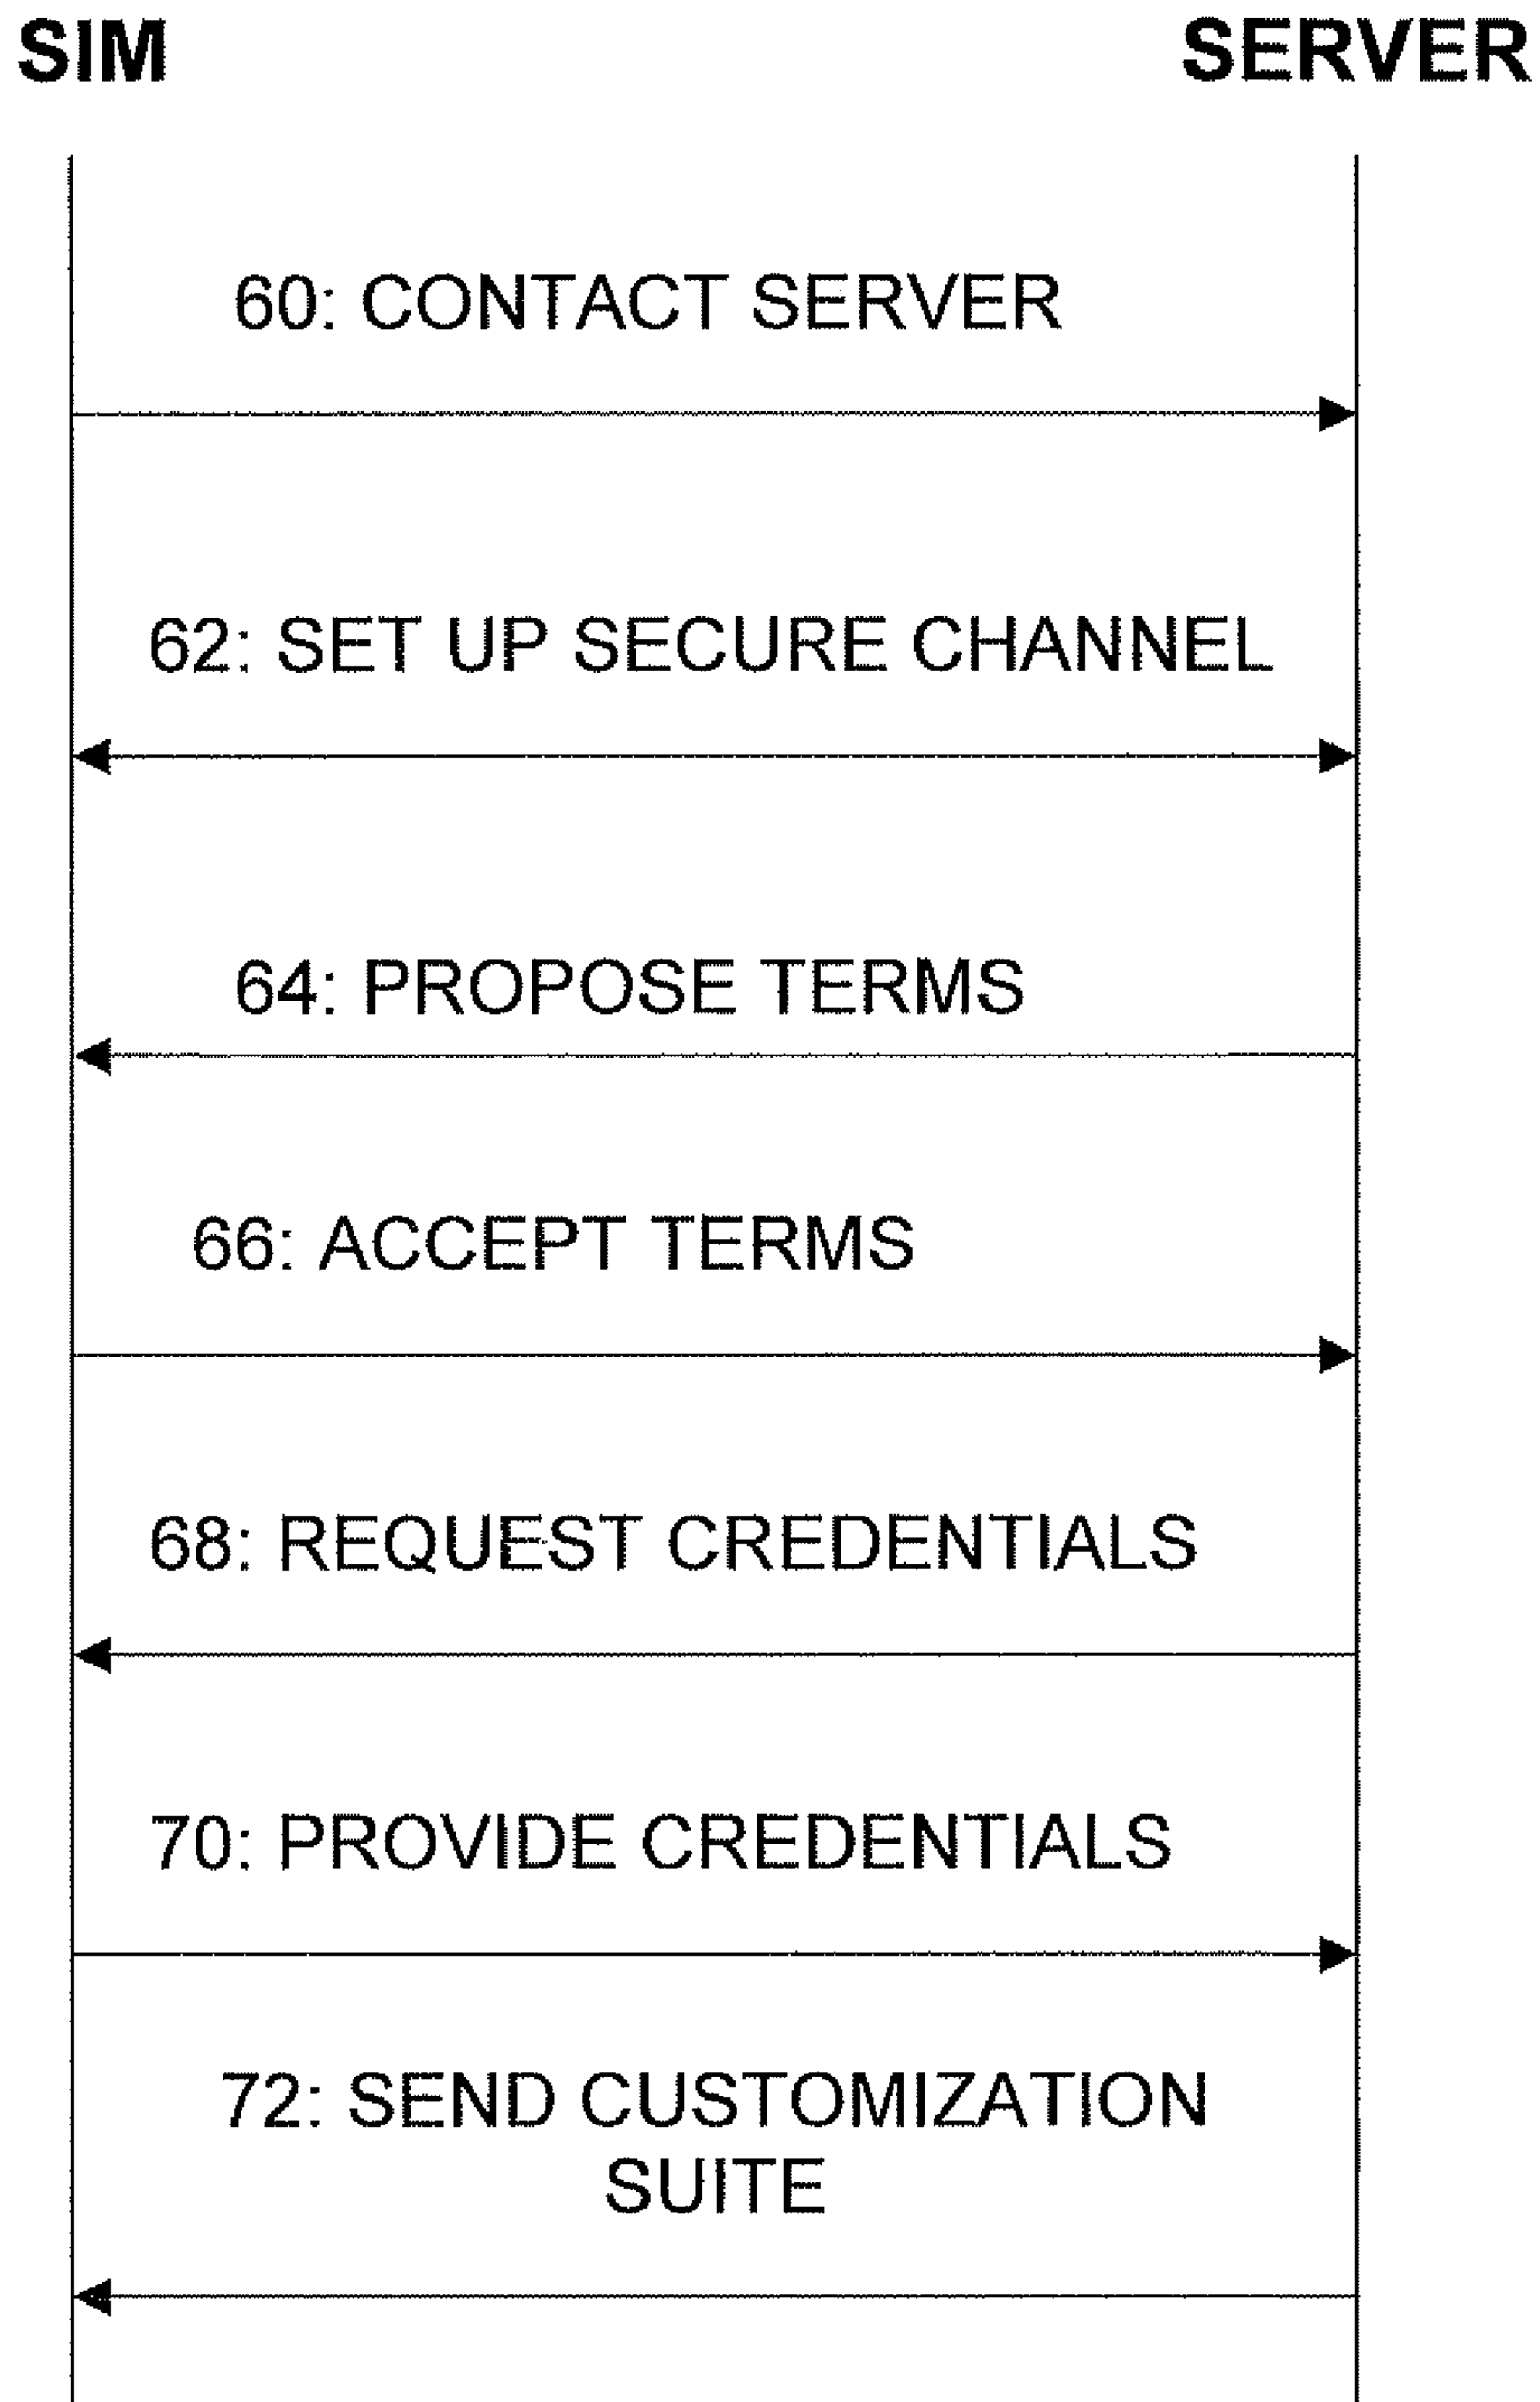 SIM SERVER
60: CONTACT SERVER
62: SET UP SECURE CHANNEL
64: PROPOSE TERMS
66: ACCEPT TERMS
68: REQUEST CREDENTIALS
70: PROVIDE CREDENTIALS
72: SEND CUSTOMIZATION
SUITE